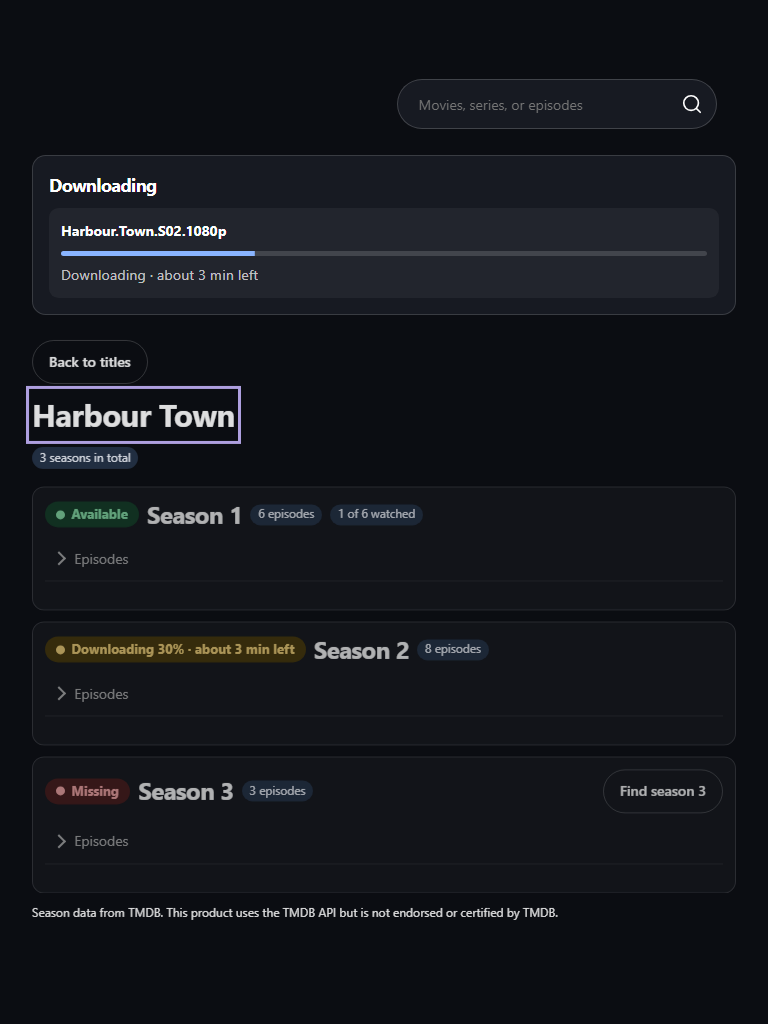 Movies, series, or episodes
Downloading
Harbour.Town.S02.1080p
Downloading · about 3 min left
Back to titles
Harbour Town
3 seasons in total
Available Season 1 6 episodes 1 of 6 watched
Episodes
Downloading 30% · about 3 min left Season 2 8 episodes
Episodes
Missing Season 3 3 episodes Find season 3
Episodes
Season data from TMDB. This product uses the TMDB API but is not endorsed or certified by TMDB.